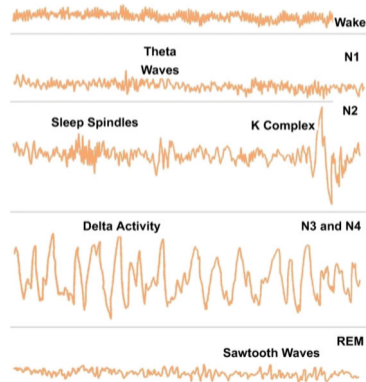 Wake
Theta
Waves
N1
N2
Sleep Spindles
K Complex
Delta Activity
N3 and N4
REM
Sawtooth Waves